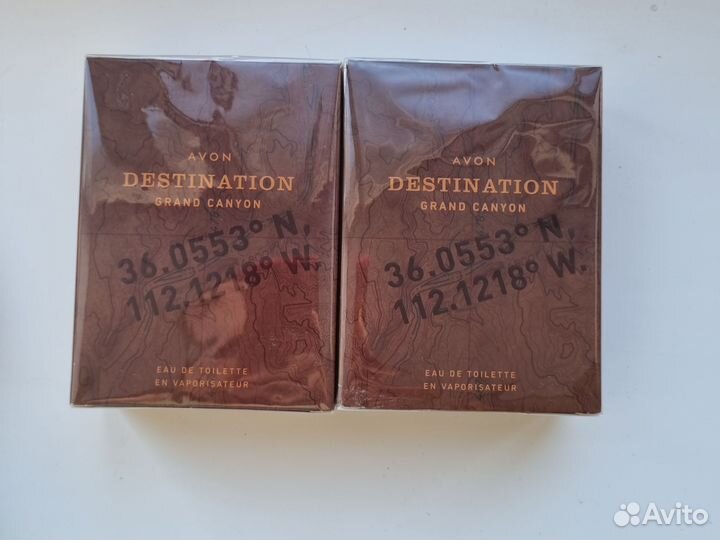 AVON
DESTINATION
GRAND CANYON
36.0553° N,
112.1218° W.
EAU DE TOILETTE
EN VAPORISATEUR
AVON
DESTINATION
GRAND CANYON
36.0553° N,
112.1218° W.
EAU DE TOILETTE
EN VAPORISATEUR
Avito